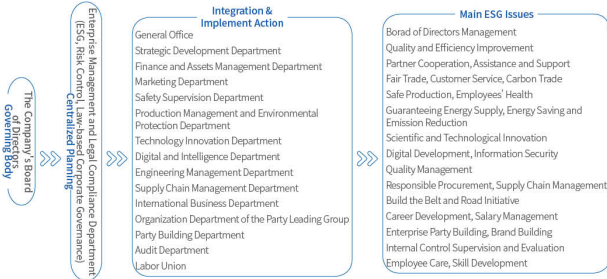 The Company's Board
of Directors
Governing Body
Enterprise Management and Legal Compliance Department
(ESG, Risk Control, Law-based Corporate Governance)
Centralized Planning
Integration &
Implement Action
General Office
Strategic Development Department
Finance and Assets Management Department
Marketing Department
Safety Supervision Department
Production Management and Environmental
Protection Department
Technology Innovation Department
Digital and Intelligence Department
Engineering Management Department
Supply Chain Management Department
International Business Department
Organization Department of the Party Leading Group
Party Building Department
Audit Department
Labor Union
Main ESG Issues
Borad of Directors Management
Quality and Efficiency Improvement
Partner Cooperation, Assistance and Support
Fair Trade, Customer Service, Carbon Trade
Safe Production, Employees' Health
Guaranteeing Energy Supply, Energy Saving and
Emission Reduction
Scientific and Technological Innovation
Digital Development, Information Security
Quality Management
Responsible Procurement, Supply Chain Management
Build the Belt and Road Initiative
Career Development, Salary Management
Enterprise Party Building, Brand Building
Internal Control Supervision and Evaluation
Employee Care, Skill Development